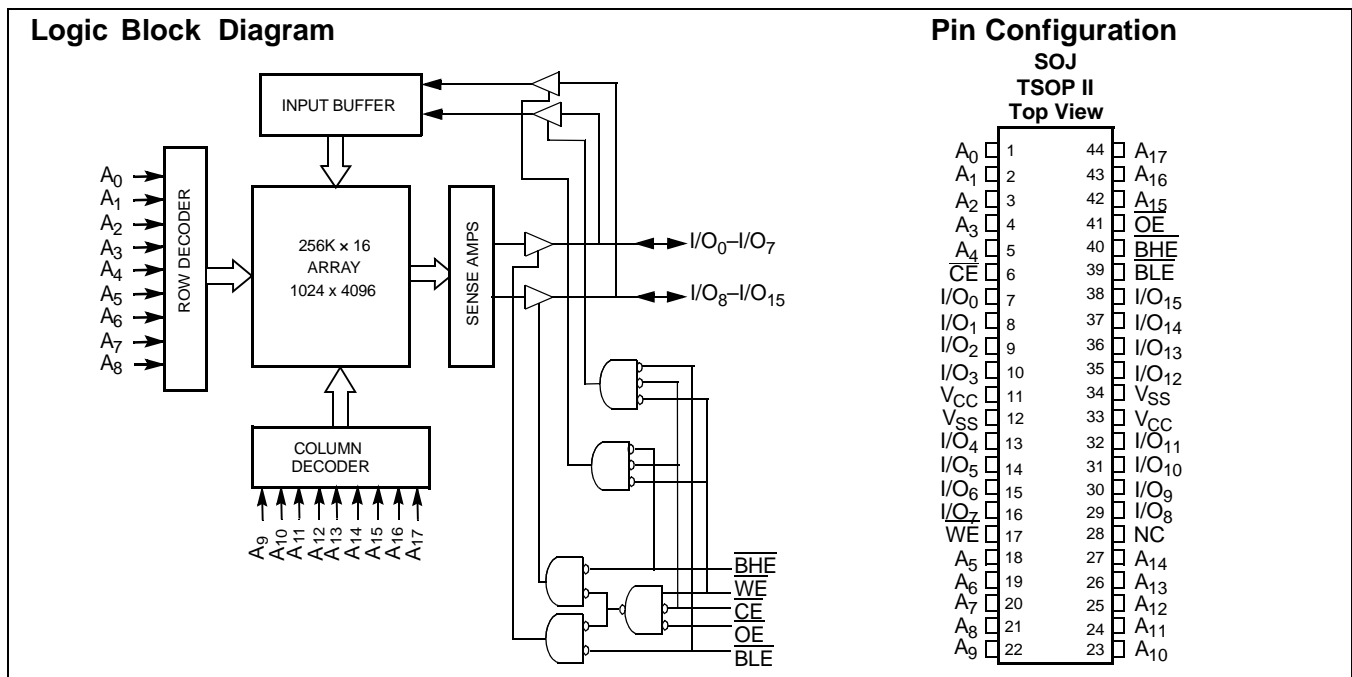 Logic Block Diagram
INPUT BUFFER
A0
A1
A2
A3
A4
A5
A6
A7
A8
ROW DECODER
256K × 16
ARRAY
1024 x 4096
SENSE AMPS
I/O0–I/O7
I/O8–I/O15
COLUMN
DECODER
A9
A10
A11
A12
A13
A14
A15
A16
A17
BHE
WE
CE
OE
BLE
Pin Configuration
SOJ
TSOP II
Top View
A0 1 44 A17
A1 2 43 A16
A2 3 42 A15
A3 4 41 OE
A4 5 40 BHE
CE 6 39 BLE
I/O0 7 38 I/O15
I/O1 8 37 I/O14
I/O2 9 36 I/O13
I/O3 10 35 I/O12
VCC 11 34 VSS
VSS 12 33 VCC
I/O4 13 32 I/O11
I/O5 14 31 I/O10
I/O6 15 30 I/O9
I/O7 16 29 I/O8
WE 17 28 NC
A5 18 27 A14
A6 19 26 A13
A7 20 25 A12
A8 21 24 A11
A9 22 23 A10